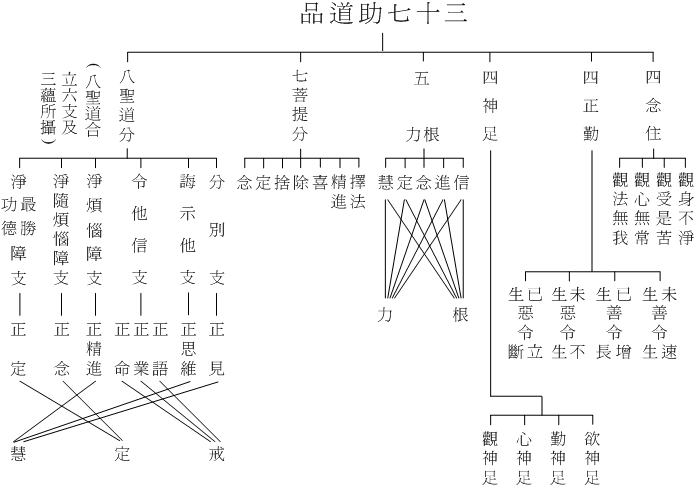 三十七助道品
四念住
四正勤
四神足
五
根力
七菩提分
八聖道分
(八聖道合
立六支及
三蘊所攝)
觀身不淨
觀受是苦
觀心無常
觀法無我
未生善令速生
已生善令增長
未生惡令不生
已生惡令立斷
欲神足
勤神足
心神足
觀神足
信
進
念
定
慧
根
力
擇法
精進
喜
除
捨
定
念
分別支
誨示他支
令他信支
淨煩惱障支
淨隨煩惱障支
淨最勝功德障支
正見
正思維
正語
正業
正命
正精進
正念
正定
戒
定
慧